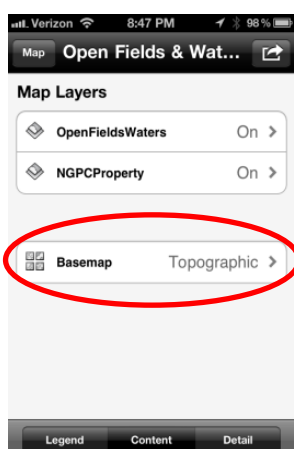 Verizon 8:47 PM 98%
Map Open Fields & Wat...
Map Layers
OpenFieldsWaters On
NGPCProperty On
Basemap Topographic
Legend Content Detail